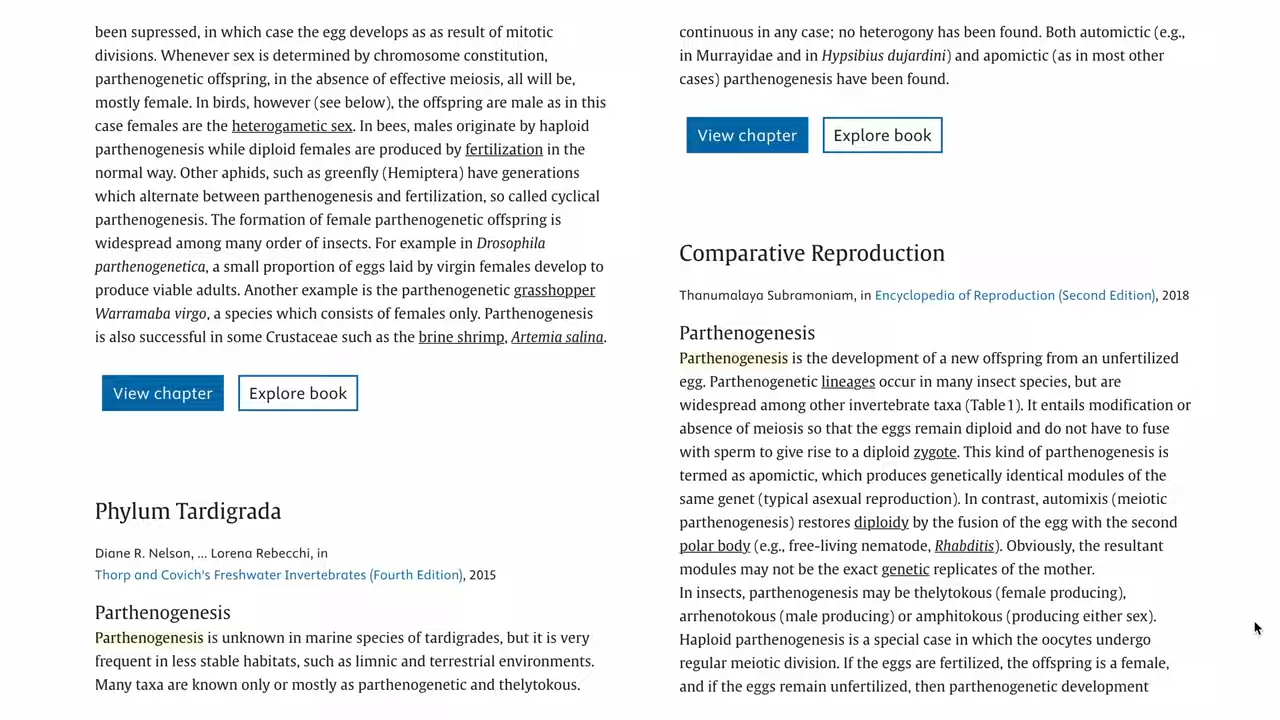 been supressed, in which case the egg develops as as result of mitotic
divisions. Whenever sex is determined by chromosome constitution,
parthenogenetic offspring, in the absence of effective meiosis, all will be,
mostly female. In birds, however (see below), the offspring are male as in this
case females are the heterogametic sex. In bees, males originate by haploid
parthenogenesis while diploid females are produced by fertilization in the
normal way. Other aphids, such as greenfly (Hemiptera) have generations
which alternate between parthenogenesis and fertilization, so called cyclical
parthenogenesis. The formation of female parthenogenetic offspring is
widespread among many order of insects. For example in Drosophila
parthenogenetica, a small proportion of eggs laid by virgin females develop to
produce viable adults. Another example is the parthenogenetic grasshopper
Warramaba virgo, a species which consists of females only. Parthenogenesis
is also successful in some Crustaceae such as the brine shrimp, Artemia salina.
View chapter
Explore book
Phylum Tardigrada
Diane R. Nelson, ... Lorena Rebecchi, in
Thorp and Covich's Freshwater Invertebrates (Fourth Edition), 2015
Parthenogenesis
Parthenogenesis is unknown in marine species of tardigrades, but it is very
frequent in less stable habitats, such as limnic and terrestrial environments.
Many taxa are known only or mostly as parthenogenetic and thelytokous.
continuous in any case; no heterogony has been found. Both automictic (e.g.,
in Murrayidae and in Hypsibius dujardini) and apomictic (as in most other
cases) parthenogenesis have been found.
View chapter
Explore book
Comparative Reproduction
Thanumalaya Subramoniam, in Encyclopedia of Reproduction (Second Edition), 2018
Parthenogenesis
Parthenogenesis is the development of a new offspring from an unfertilized
egg. Parthenogenetic lineages occur in many insect species, but are
widespread among other invertebrate taxa (Table 1). It entails modification or
absence of meiosis so that the eggs remain diploid and do not have to fuse
with sperm to give rise to a diploid zygote. This kind of parthenogenesis is
termed as apomictic, which produces genetically identical modules of the
same genet (typical asexual reproduction). In contrast, automixis (meiotic
parthenogenesis) restores diploidy by the fusion of the egg with the second
polar body (e.g., free-living nematode, Rhabditis). Obviously, the resultant
modules may not be the exact genetic replicates of the mother.
In insects, parthenogenesis may be thelytokous (female producing),
arrhenotokous (male producing) or amphitokous (producing either sex).
Haploid parthenogenesis is a special case in which the oocytes undergo
regular meiotic division. If the eggs are fertilized, the offspring is a female,
and if the eggs remain unfertilized, then parthenogenetic development